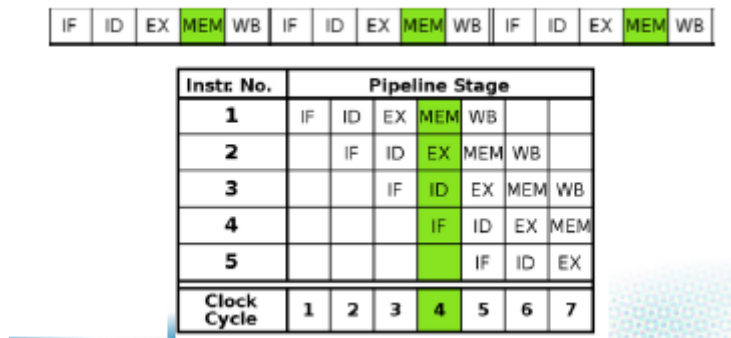 IF ID EX MEM WB IF ID EX MEM WB IF ID EX MEM WB
Instr. No. Pipeline Stage
1 IF ID EX MEM WB
2 IF ID EX MEM WB
3 IF ID EX MEM WB
4 IF ID EX MEM
5 IF ID EX
Clock
Cycle 1 2 3 4 5 6 7